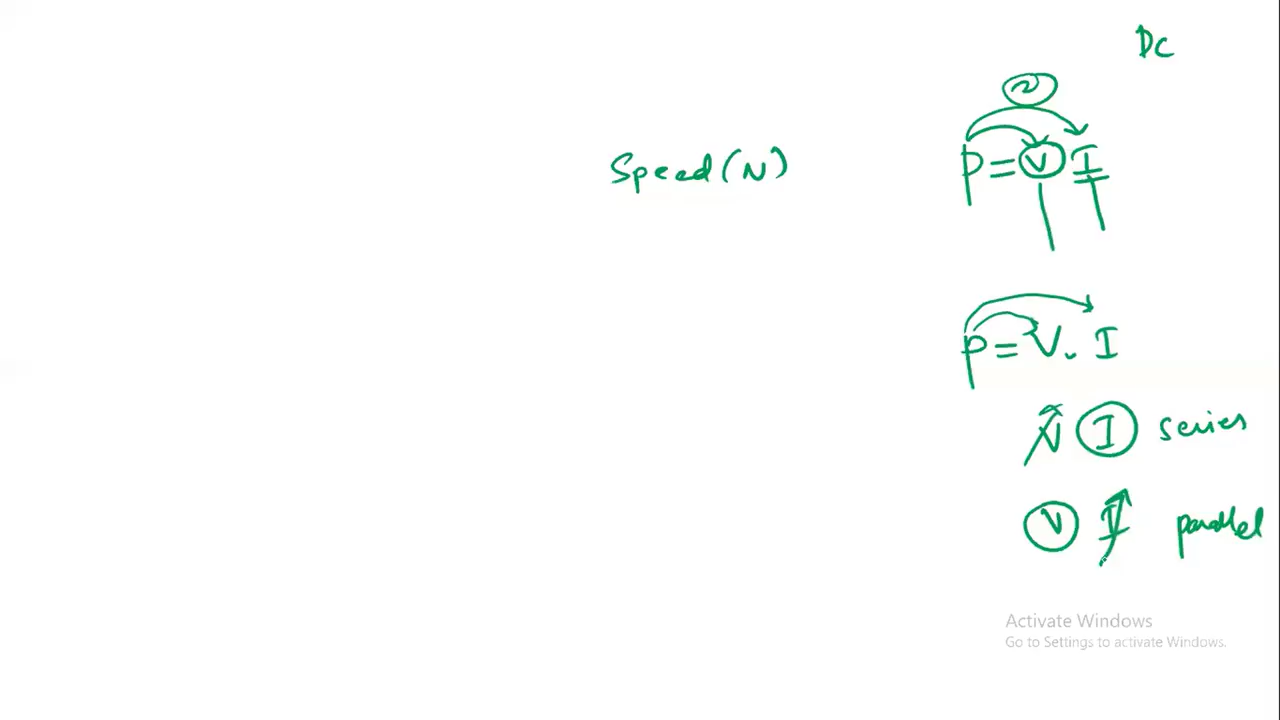 DC
Speed (N) P = V I
P = V . I
V I series
V I parallel
Activate Windows
Go to Settings to activate Windows.